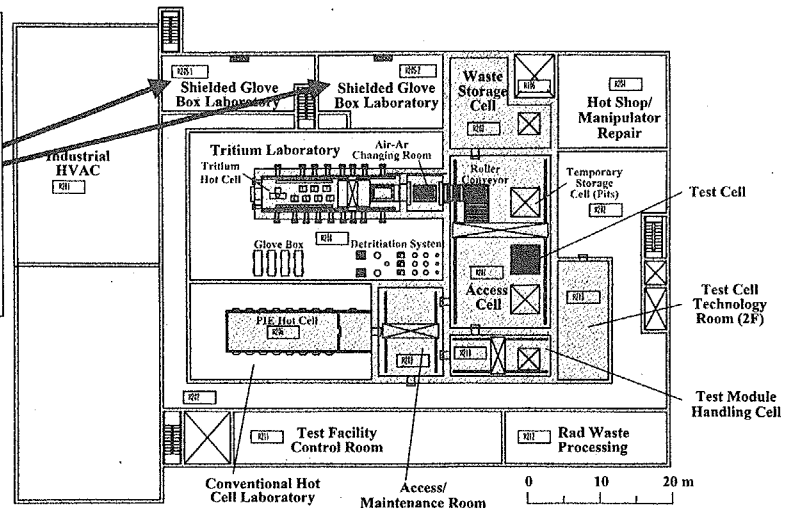 Shielded Glove
Box Laboratory
Shielded Glove
Box Laboratory
Waste
Storage
Cell
Hot Shop/
Manipulator
Repair
Industrial
HVAC
Tritium Laboratory
Tritium
Hot Cell
Air-Ar
Changing Room
Roller
Conveyor
Temporary
Storage
Cell (Pits)
Test Cell
Glove Box
Detritiation System
Access
Cell
Test Cell
Technology
Room (2F)
PIE Hot Cell
Test Module
Handling Cell
Test Facility
Control Room
Rad Waste
Processing
Conventional Hot
Cell Laboratory
Access/
Maintenance Room
0 10 20 m